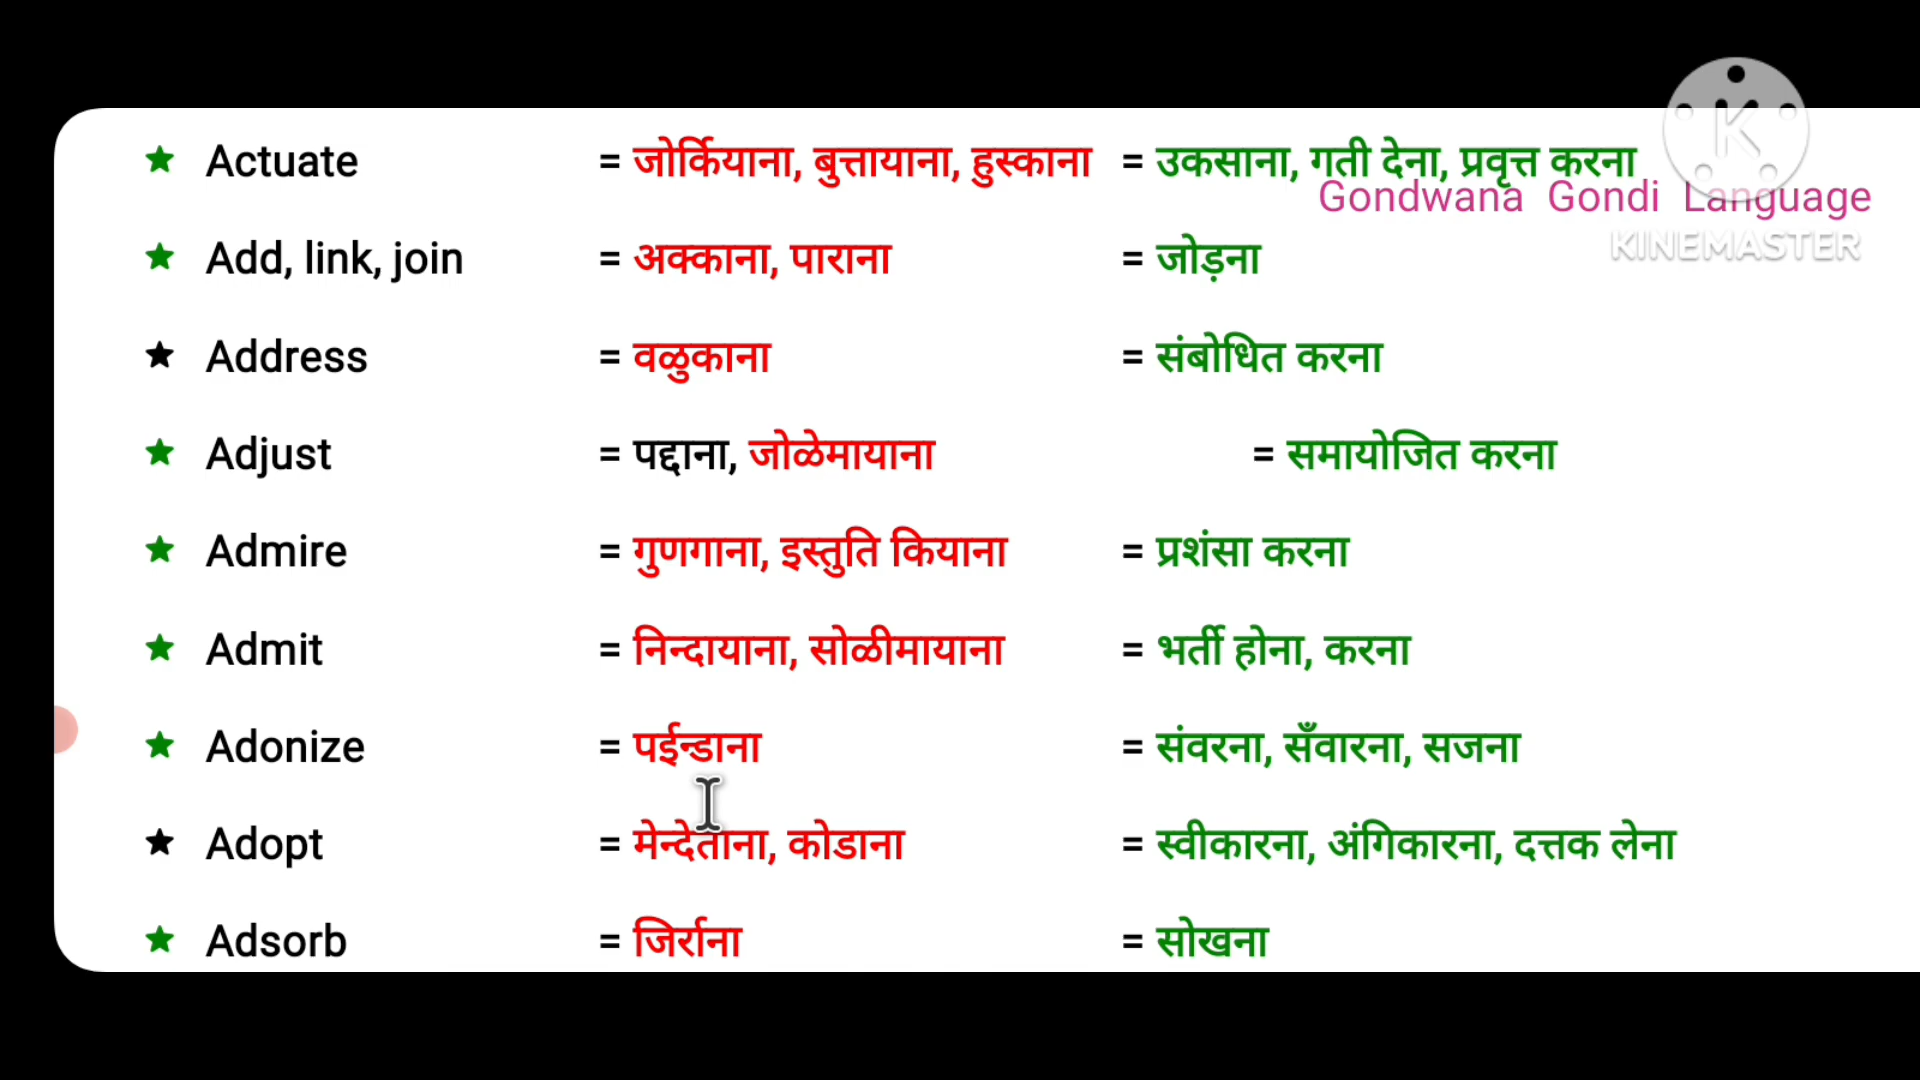 ★ Actuate = जोर्कियाना, बुत्तायाना, हुस्काना = उकसाना, गती देना, प्रवृत्त करना
Gondwana Gondi Language
K
KINEMASTER
★ Add, link, join = अक्काना, पाराना = जोड़ना
★ Address = वळुकाना = संबोधित करना
★ Adjust = पद्दाना, जोळेमायाना = समायोजित करना
★ Admire = गुणगाना, इस्तुति कियाना = प्रशंसा करना
★ Admit = निन्दायाना, सोळीमायाना = भर्ती होना, करना
★ Adonize = पईन्डाना = संवरना, सँवारना, सजना
★ Adopt = मेन्देताना, कोडाना = स्वीकारना, अंगिकारना, दत्तक लेना
★ Adsorb = जिर्राना = सोखना